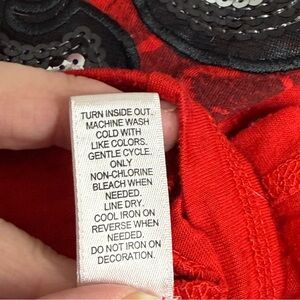 TURN INSIDE OUT.
MACHINE WASH
COLD WITH
LIKE COLORS.
GENTLE CYCLE.
ONLY
NON-CHLORINE
BLEACH WHEN
NEEDED.
LINE DRY.
COOL IRON ON
REVERSE WHEN
NEEDED.
DO NOT IRON ON
DECORATION.